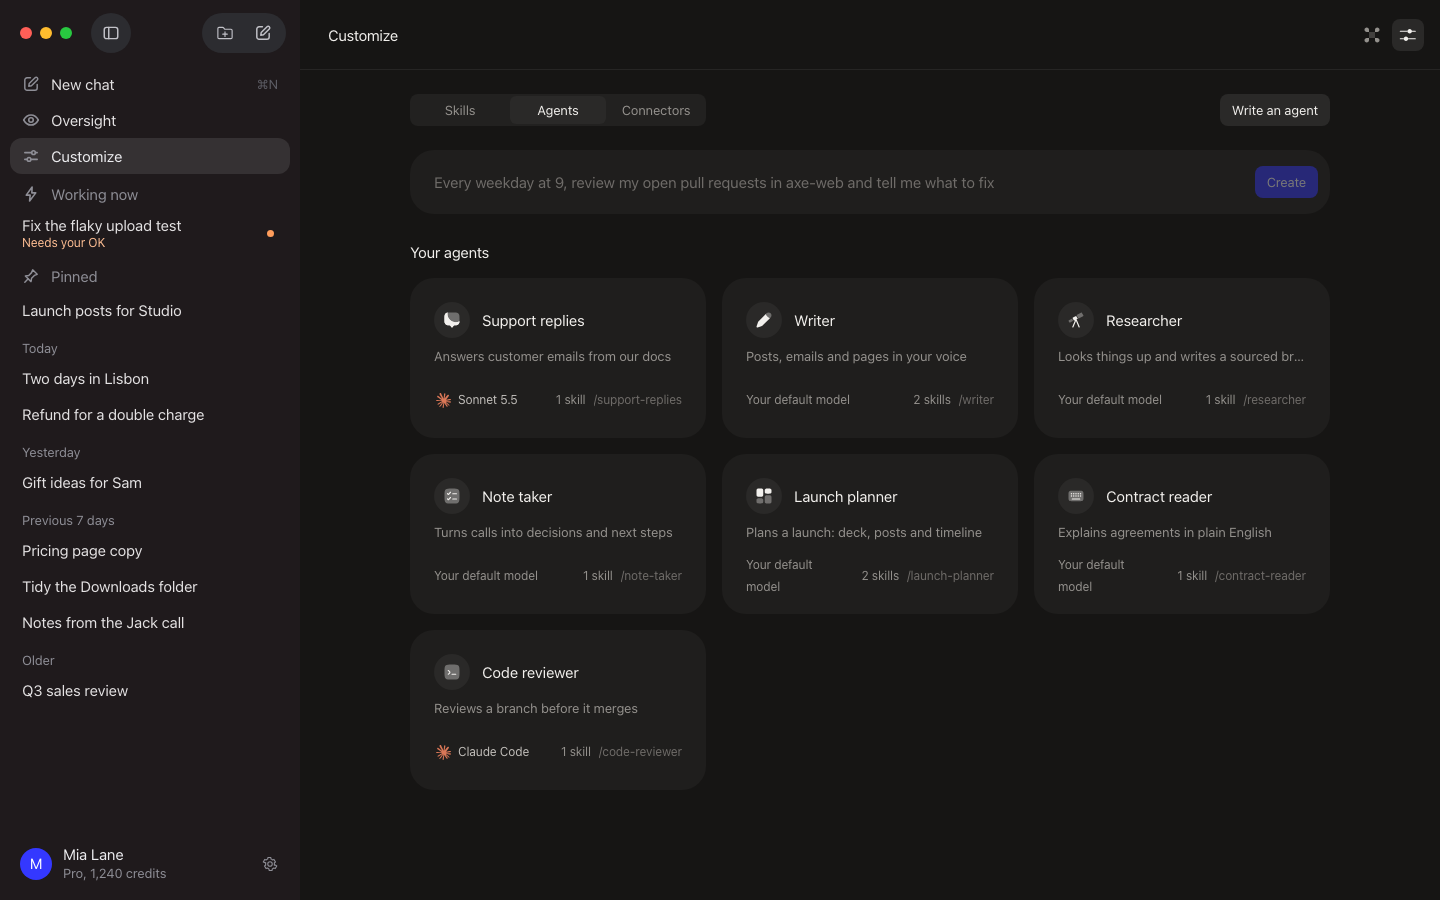 Customize
New chat
⌘N
Oversight
Customize
Working now
Fix the flaky upload test
Needs your OK
Pinned
Launch posts for Studio
Today
Two days in Lisbon
Refund for a double charge
Yesterday
Gift ideas for Sam
Previous 7 days
Pricing page copy
Tidy the Downloads folder
Notes from the Jack call
Older
Q3 sales review
M
Mia Lane
Pro, 1,240 credits
Skills
Agents
Connectors
Write an agent
Every weekday at 9, review my open pull requests in axe-web and tell me what to fix
Create
Your agents
Support replies
Answers customer emails from our docs
Sonnet 5.5 1 skill /support-replies
Writer
Posts, emails and pages in your voice
Your default model 2 skills /writer
Researcher
Looks things up and writes a sourced br...
Your default model 1 skill /researcher
Note taker
Turns calls into decisions and next steps
Your default model 1 skill /note-taker
Launch planner
Plans a launch: deck, posts and timeline
Your default
model
2 skills /launch-planner
Contract reader
Explains agreements in plain English
Your default
model
1 skill /contract-reader
Code reviewer
Reviews a branch before it merges
Claude Code 1 skill /code-reviewer